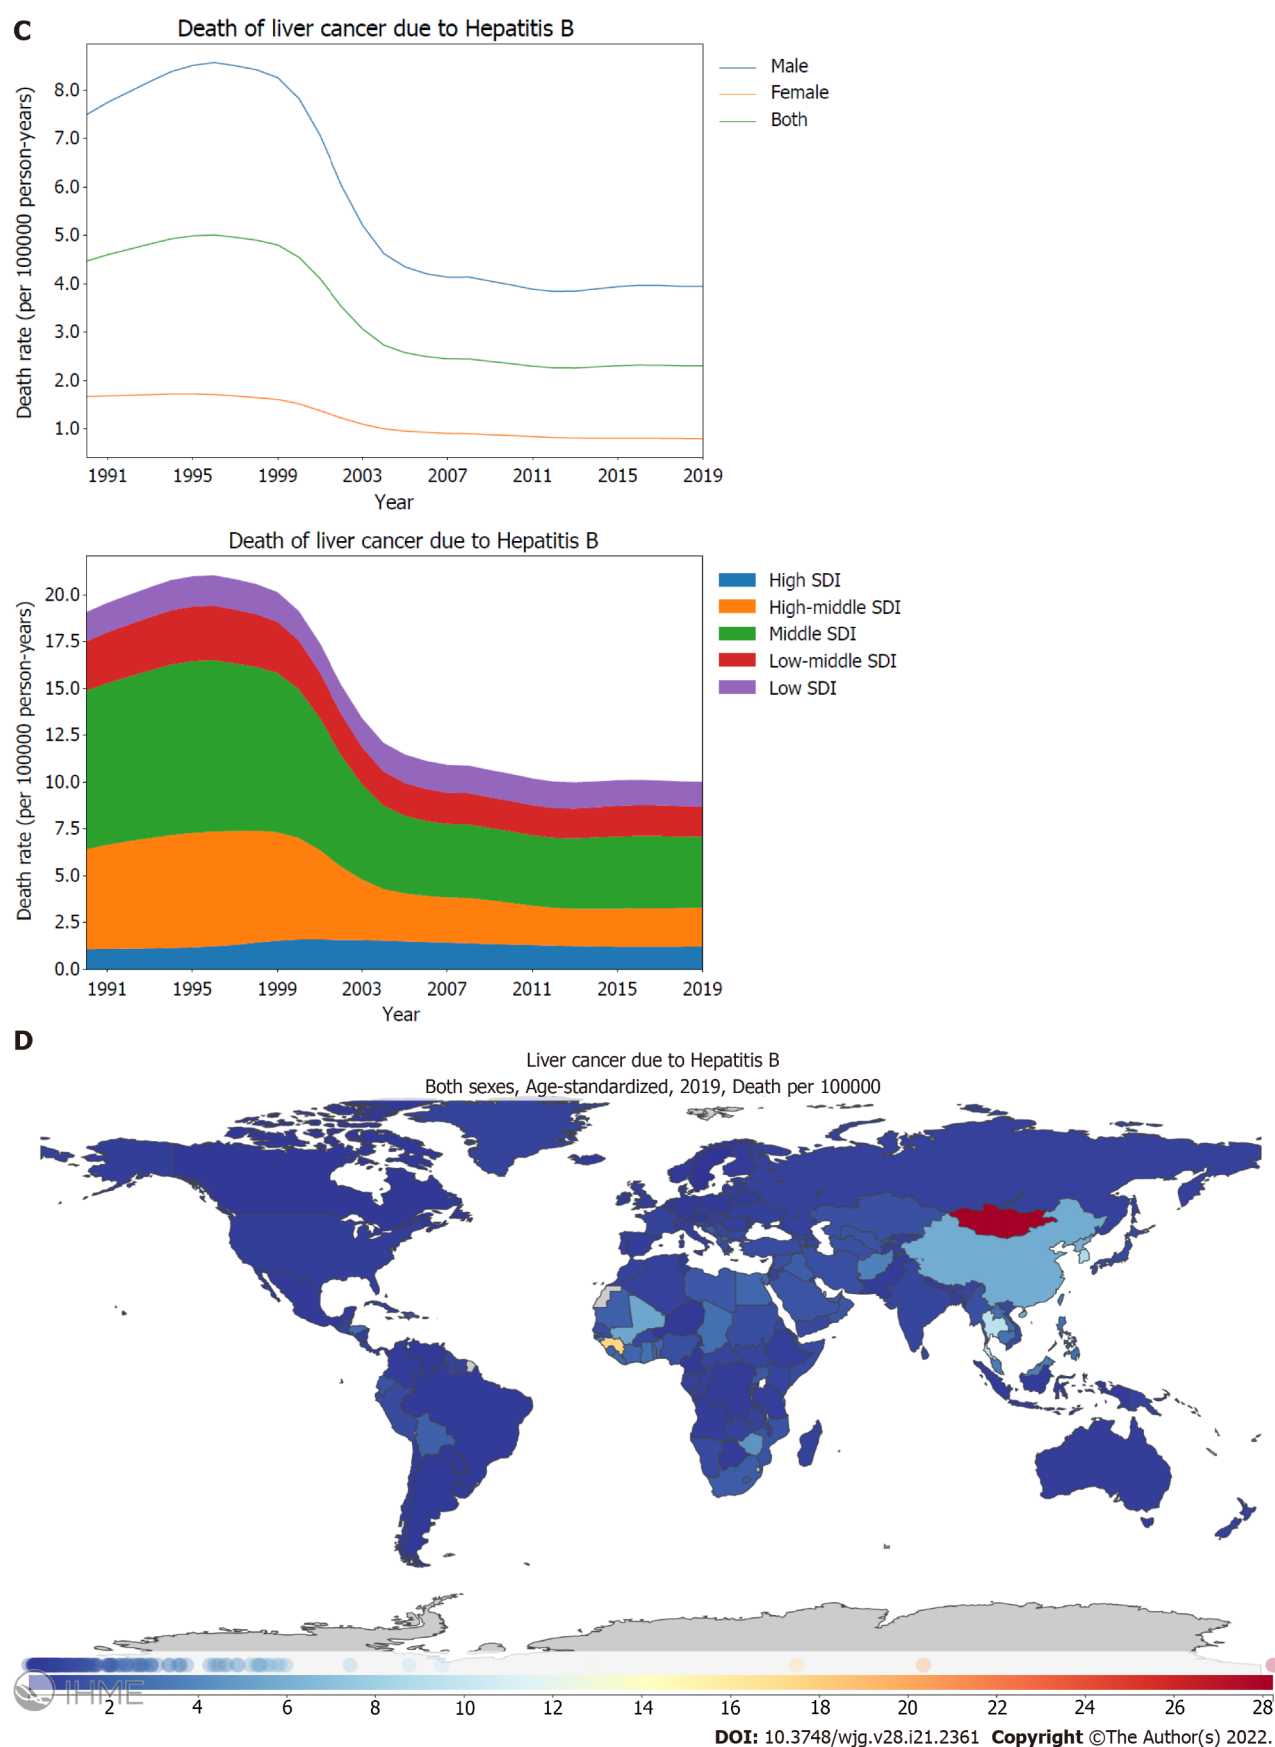 C
Death of liver cancer due to Hepatitis B
Death rate (per 100000 person-years)
8.0
7.0
6.0
5.0
4.0
3.0
2.0
1.0
1991 1995 1999 2003 2007 2011 2015 2019
Year
Male
Female
Both
Death of liver cancer due to Hepatitis B
Death rate (per 100000 person-years)
20.0
17.5
15.0
12.5
10.0
7.5
5.0
2.5
0.0
1991 1995 1999 2003 2007 2011 2015 2019
Year
High SDI
High-middle SDI
Middle SDI
Low-middle SDI
Low SDI
D
Liver cancer due to Hepatitis B
Both sexes, Age-standardized, 2019, Death per 100000
IHME
2 4 6 8 10 12 14 16 18 20 22 24 26 28
DOI: 10.3748/wjg.v28.i21.2361 Copyright ©The Author(s) 2022.